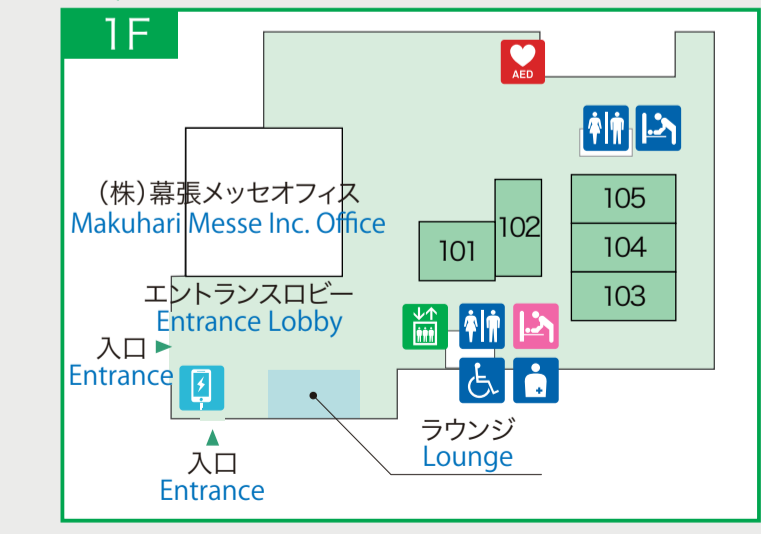 1F
AED
(株)幕張メッセオフィス
Makuhari Messe Inc. Office
105
102
101
104
103
エントランスロビー
Entrance Lobby
入口
Entrance
ラウンジ
Lounge
入口
Entrance